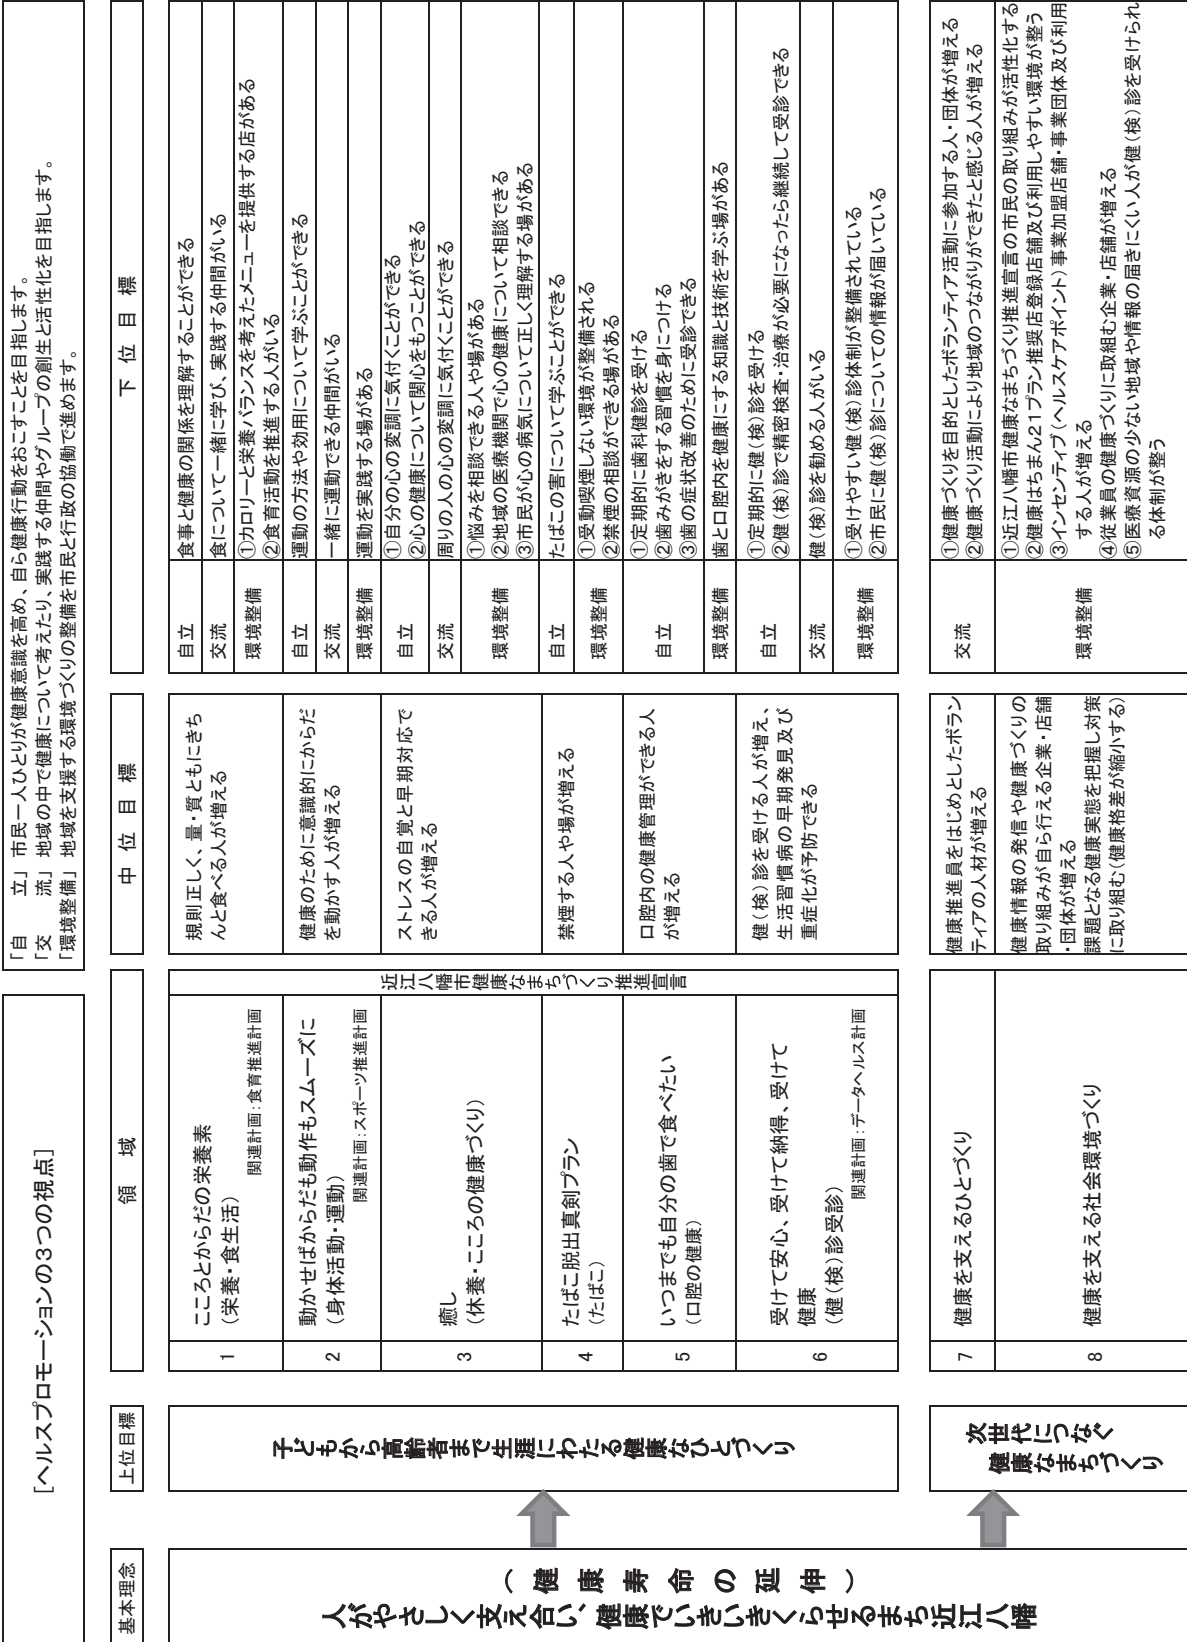 [ヘルスプロモーションの3つの視点]
「自　　立」 市民一人ひとりが健康意識を高め、自ら健康行動をおこすことを目指します。
「交　　流」 地域の中で健康について考えたり、実践する仲間やグループの創生と活性化を目指します。
「環境整備」 地域を支援する環境づくりの整備を市民と行政の協働で進めます。
基本理念
上位目標
領　域
中 位 目 標
下 位 目 標
（ 健 康 寿 命 の 延 伸 ）
人がやさしく支え合い、健康でいきいきくらせるまち近江八幡
子どもから高齢者まで生涯にわたる健康なひとづくり
近江八幡市健康なまちづくり推進宣言
1
こころとからだの栄養素
（栄養・食生活）
関連計画：食育推進計画
規則正しく、量・質ともにきち
んと食べる人が増える
自立
食事と健康の関係を理解することができる
交流
食について一緒に学び、実践する仲間がいる
環境整備
①カロリーと栄養バランスを考えたメニューを提供する店がある
②食育活動を推進する人がいる
2
動かせばからだも動作もスムーズに
（身体活動・運動）
関連計画：スポーツ推進計画
健康のために意識的にからだ
を動かす人が増える
自立
運動の方法や効用について学ぶことができる
交流
一緒に運動できる仲間がいる
環境整備
運動を実践する場がある
3
癒し
（休養・こころの健康づくり）
ストレスの自覚と早期対応で
きる人が増える
自立
①自分の心の変調に気付くことができる
②心の健康について関心をもつことができる
交流
周りの人の心の変調に気付くことができる
環境整備
①悩みを相談できる人や場がある
②地域の医療機関で心の健康について相談できる
③市民が心の病気について正しく理解する場がある
4
たばこ脱出真剣プラン
（たばこ）
禁煙する人や場が増える
自立
たばこの害について学ぶことができる
環境整備
①受動喫煙しない環境が整備される
②禁煙の相談ができる場がある
5
いつまでも自分の歯で食べたい
（口腔の健康）
口腔内の健康管理ができる人
が増える
自立
①定期的に歯科健診を受ける
②歯みがきをする習慣を身につける
③歯の症状改善のために受診できる
環境整備
歯と口腔内を健康にする知識と技術を学ぶ場がある
6
受けて安心、受けて納得、受けて
健康
（健（検）診受診）
関連計画：データヘルス計画
健（検）診を受ける人が増え、
生活習慣病の早期発見及び
重症化が予防できる
自立
①定期的に健（検）診を受ける
②健（検）診で精密検査・治療が必要になったら継続して受診できる
交流
健（検）診を勧める人がいる
環境整備
①受けやすい健（検）診体制が整備されている
②市民に健（検）診についての情報が届いている
次世代につなぐ
健康なまちづくり
7
健康を支えるひとづくり
健康推進員をはじめとしたボラン
ティアの人材が増える
交流
①健康づくりを目的としたボランティア活動に参加する人・団体が増える
②健康づくり活動により地域のつながりができたと感じる人が増える
8
健康を支える社会環境づくり
健康情報の発信や健康づくりの
取り組みが自ら行える企業・店舗
・団体が増える
課題となる健康実態を把握し対策
に取り組む（健康格差が縮小する）
環境整備
①近江八幡市健康なまちづくり推進宣言の市民の取り組みが活性化する
②健康はちまん21プラン推奨店登録店舗及び利用しやすい環境が整う
③インセンティブ（ヘルスケアポイント）事業加盟店舗・事業団体及び利用
する人が増える
④従業員の健康づくりに取組む企業・店舗が増える
⑤医療資源の少ない地域や情報の届きにくい人が健（検）診を受けられ
る体制が整う